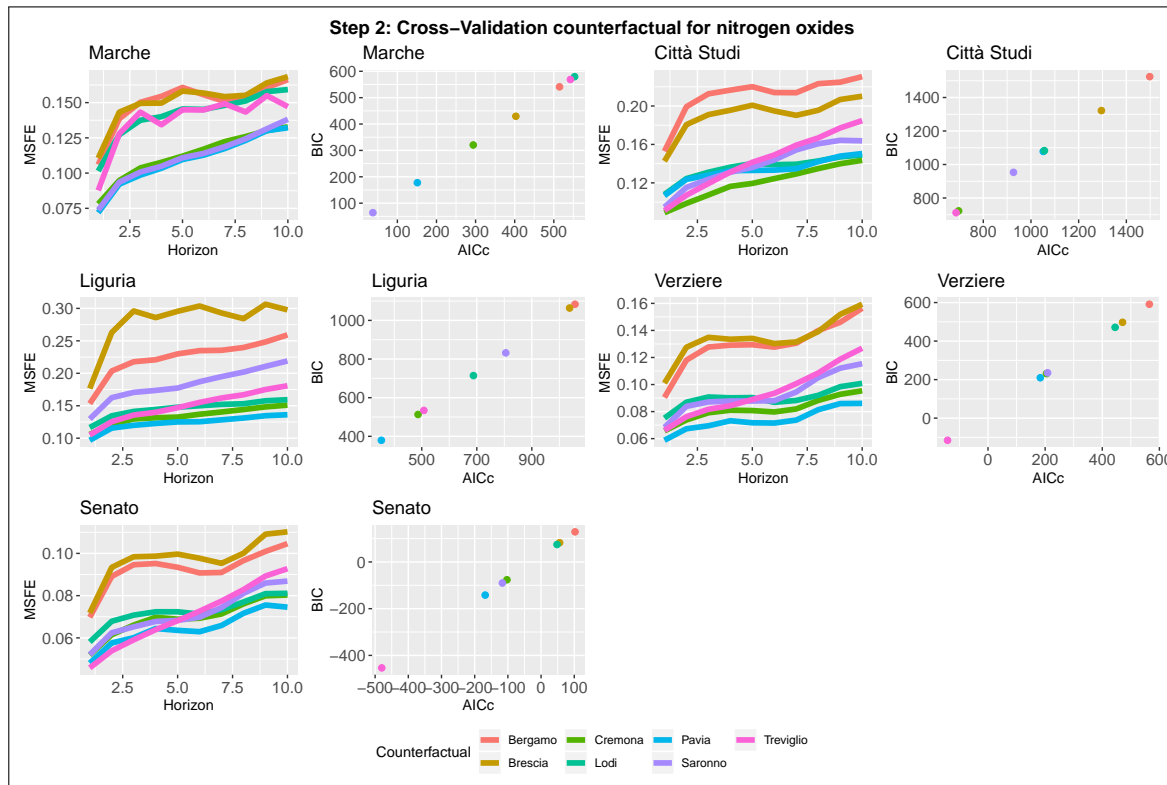 Step 2: Cross−Validation counterfactual for nitrogen oxides
Marche
MSFE
0.150
0.125
0.100
0.075
2.5 5.0 7.5 10.0
Horizon
Marche
BIC
600
500
400
300
200
100
100 200 300 400 500
AICc
Città Studi
MSFE
0.20
0.16
0.12
2.5 5.0 7.5 10.0
Horizon
Città Studi
BIC
1400
1200
1000
800
800 1000 1200 1400
AICc
Liguria
MSFE
0.30
0.25
0.20
0.15
0.10
2.5 5.0 7.5 10.0
Horizon
Liguria
BIC
1000
800
600
400
500 700 900
AICc
Verziere
MSFE
0.16
0.14
0.12
0.10
0.08
0.06
2.5 5.0 7.5 10.0
Horizon
Verziere
BIC
600
400
200
0
0 200 400 600
AICc
Senato
MSFE
0.10
0.08
0.06
2.5 5.0 7.5 10.0
Horizon
Senato
BIC
0
−200
−400
−500−400−300−200−100 0 100
AICc
Counterfactual
Bergamo Cremona Pavia Treviglio
Brescia Lodi Saronno